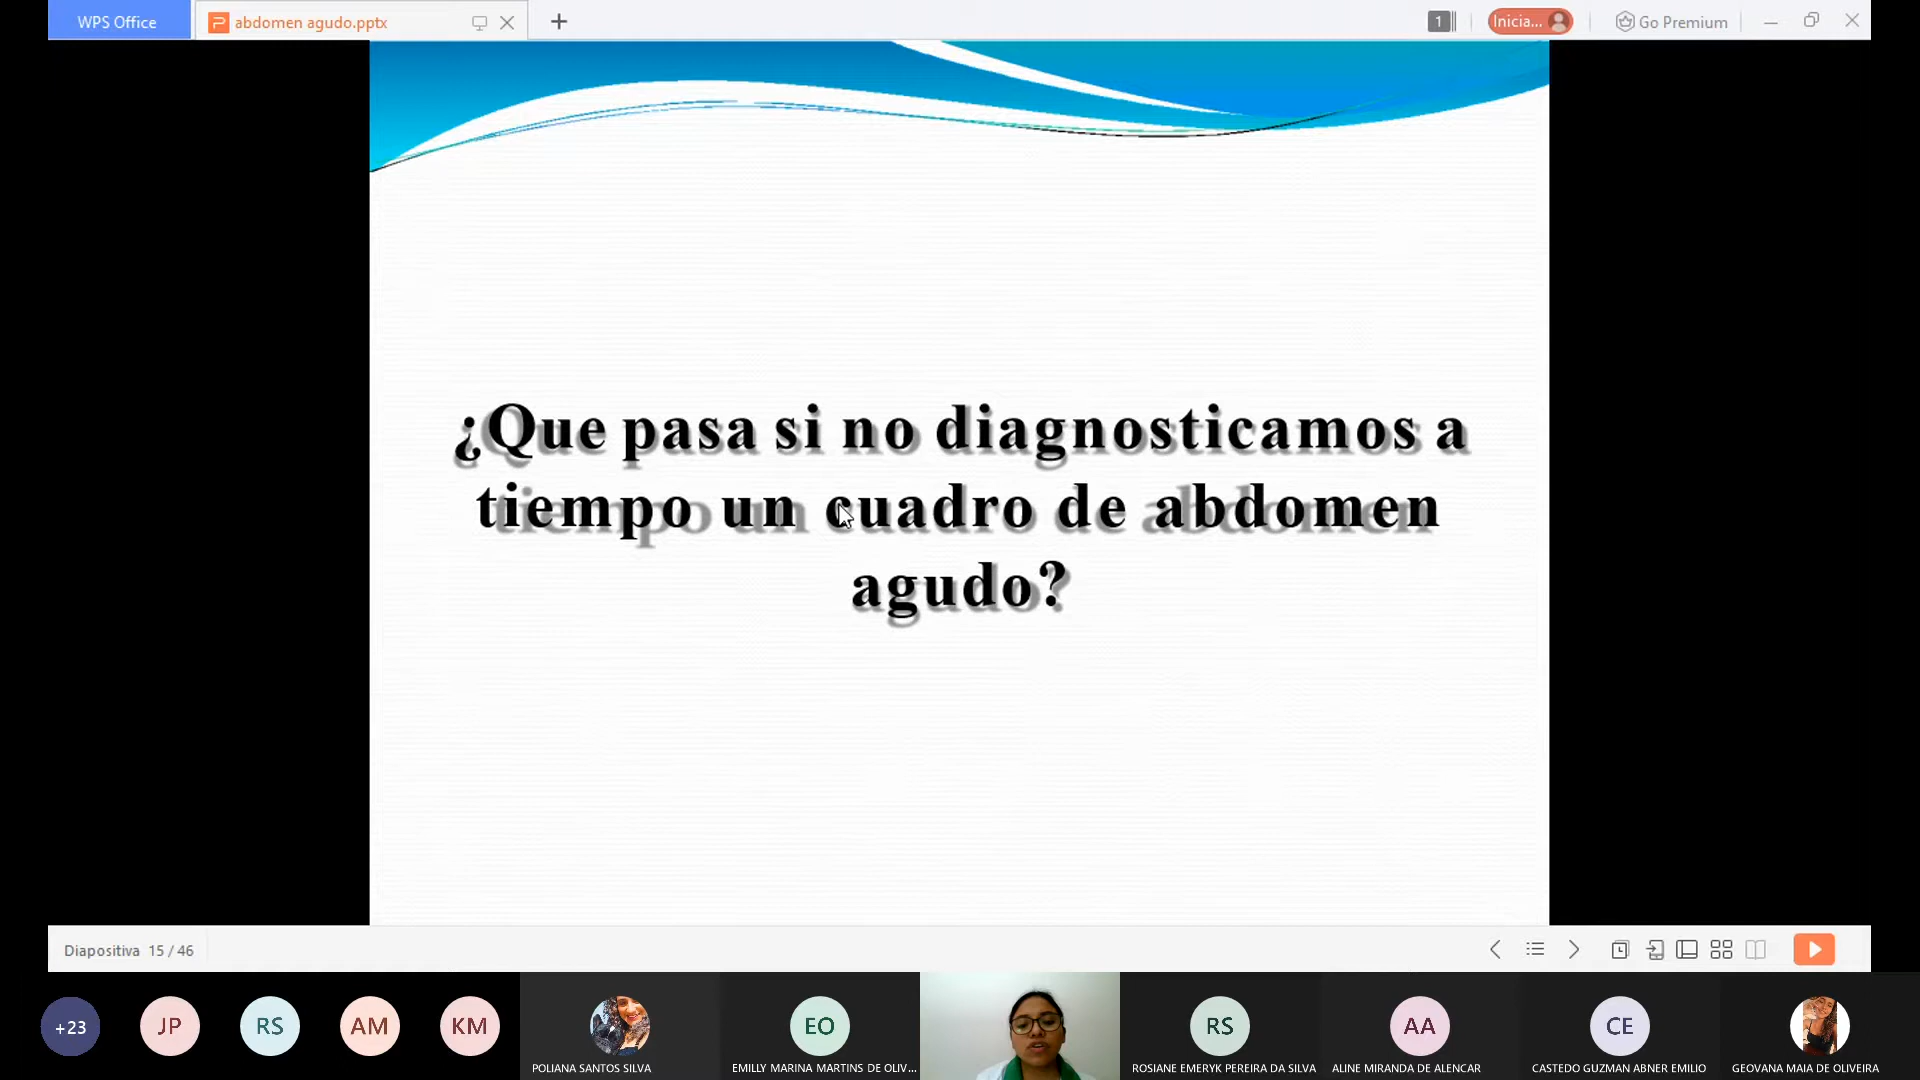 WPS Office
abdomen agudo.pptx
1
Inicia...
Go Premium
¿Que pasa si no diagnosticamos a
tiempo un cuadro de abdomen
agudo?
Diapositiva 15 / 46
+23
JP
RS
AM
KM
EO
RS
AA
CE
POLIANA SANTOS SILVA
EMILLY MARINA MARTINS DE OLIV...
ROSIANE EMERYK PEREIRA DA SILVA
ALINE MIRANDA DE ALENCAR
CASTEDO GUZMAN ABNER EMILIO
GEOVANA MAIA DE OLIVEIRA